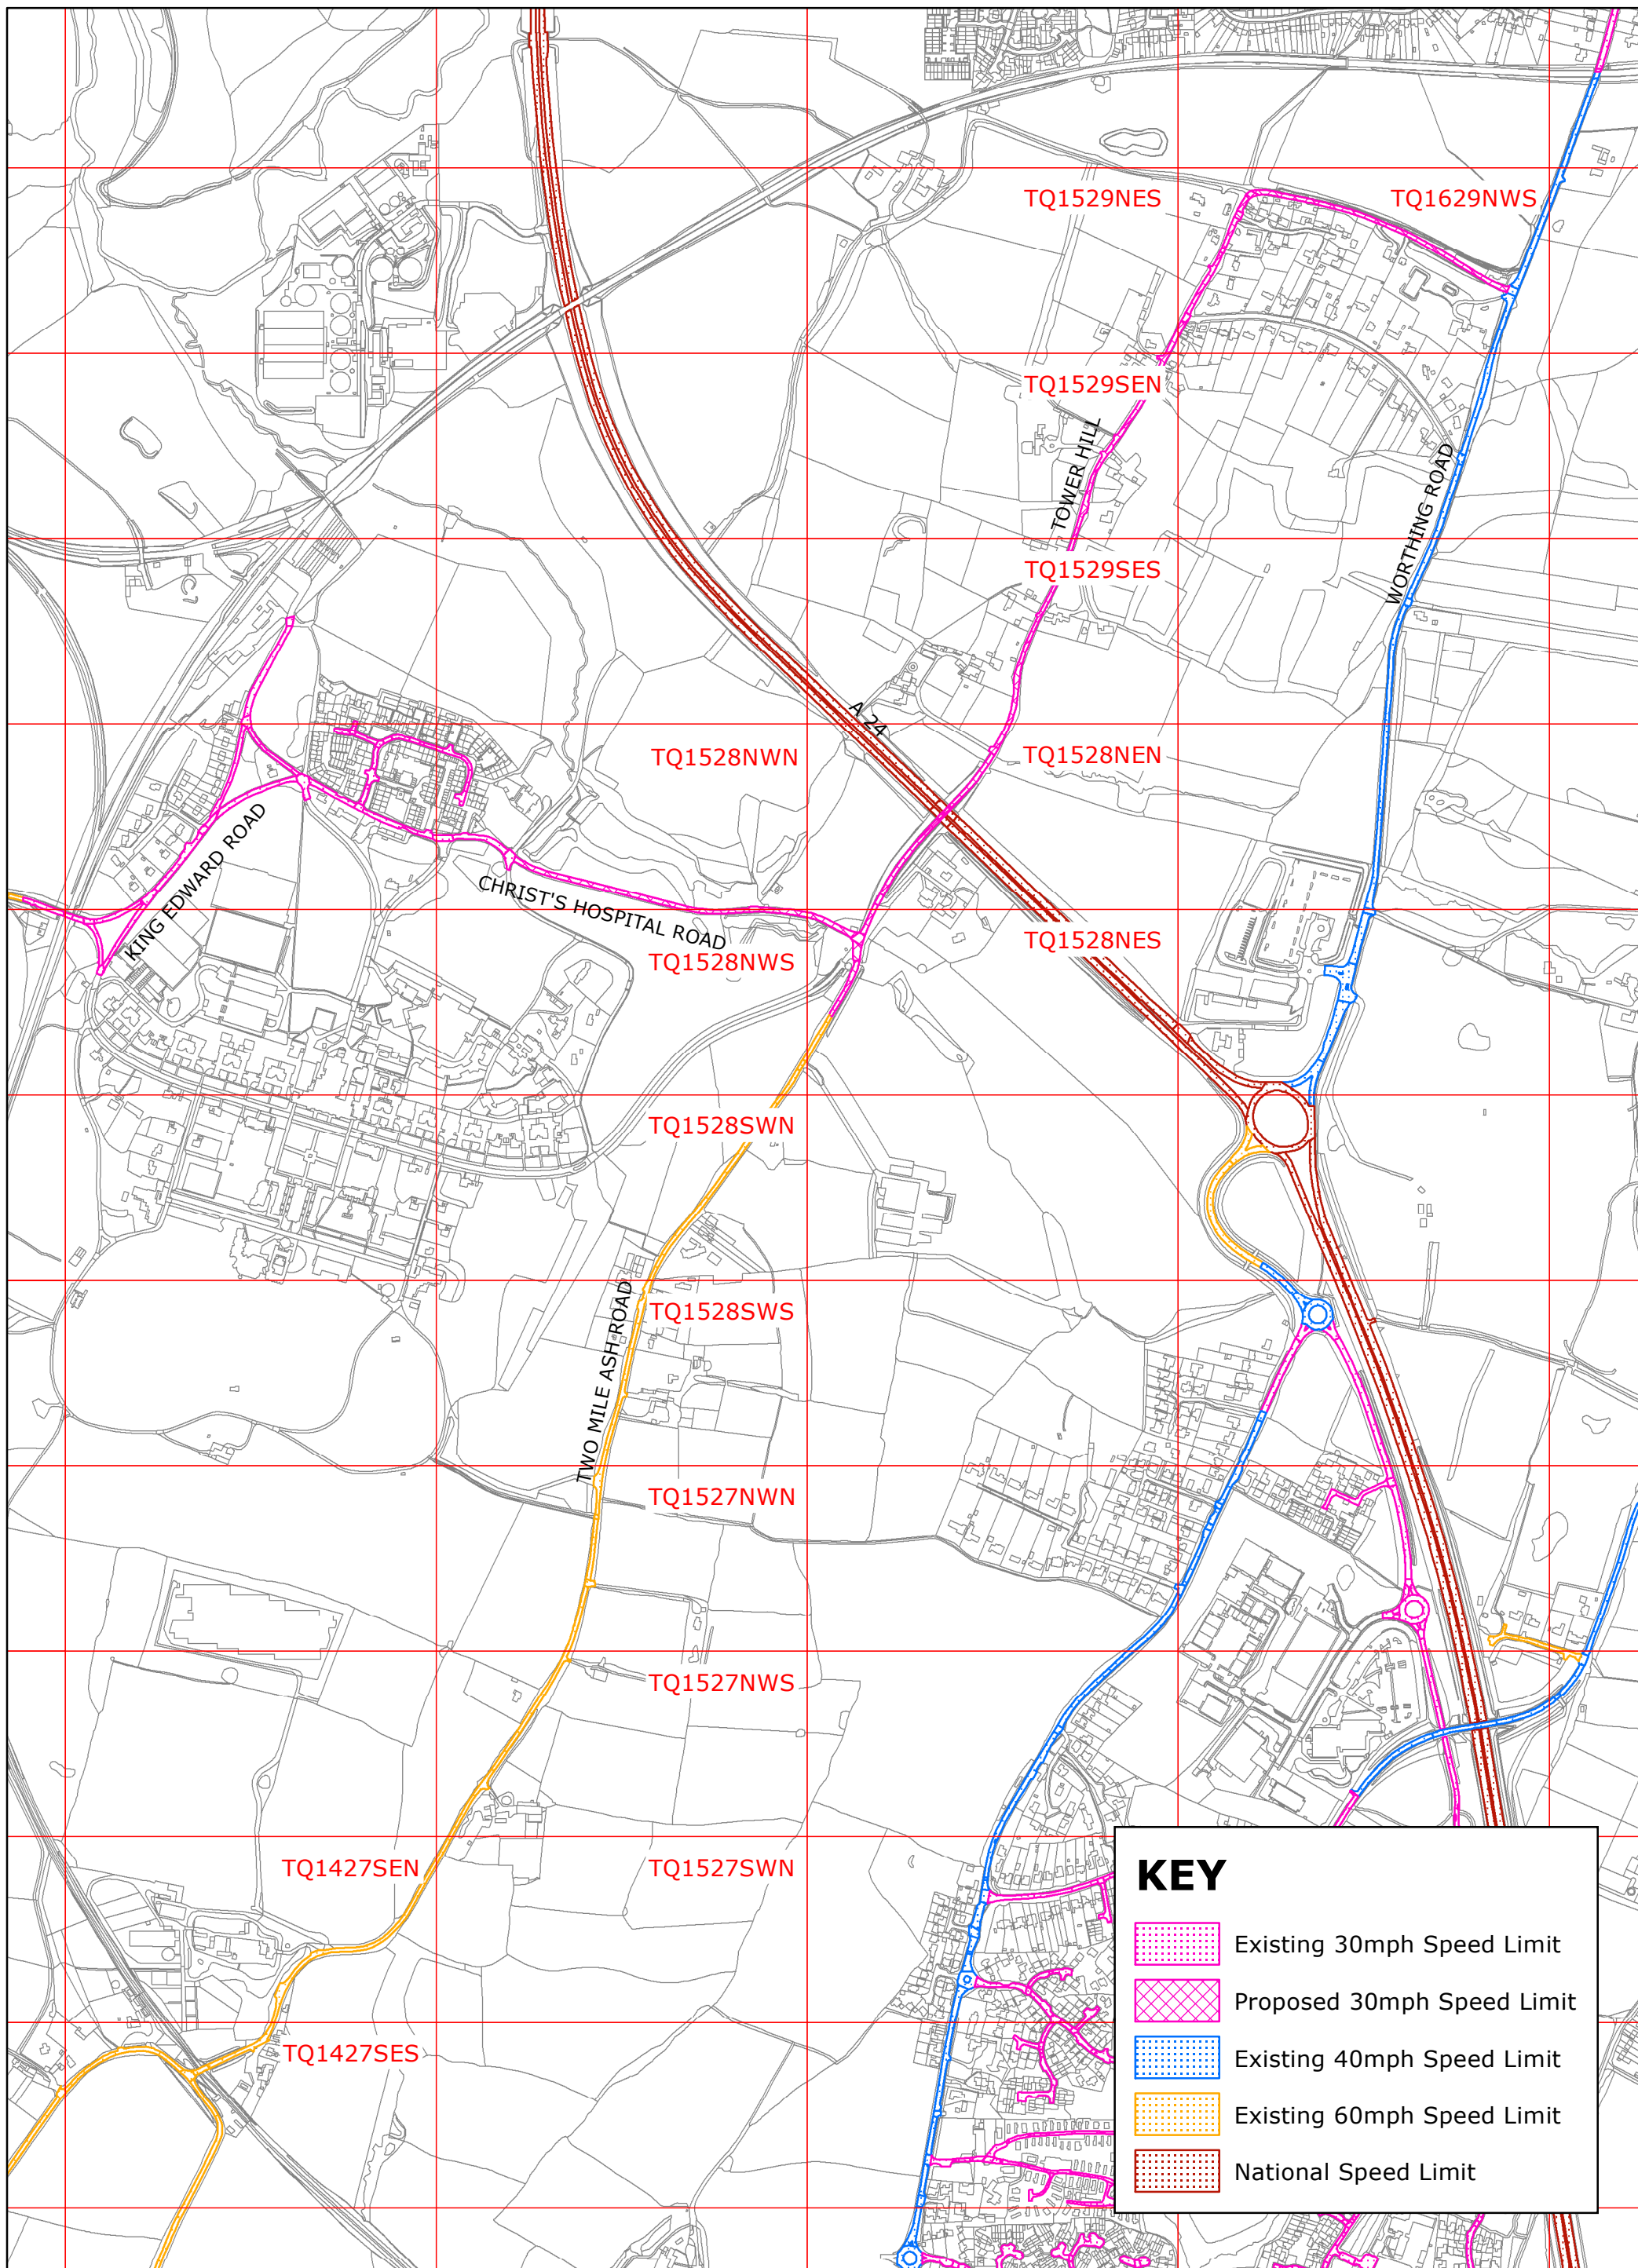 TQ1529NES
TQ1629NWS
TQ1529SEN
TOWER HILL
WORTHING ROAD
TQ1529SES
A 24
TQ1528NWN
TQ1528NEN
KING EDWARD ROAD
CHRIST'S HOSPITAL ROAD
TQ1528NWS
TQ1528NES
TQ1528SWN
TWO MILE ASH ROAD
TQ1528SWS
TQ1527NWN
TQ1527NWS
TQ1427SEN
TQ1527SWN
TQ1427SES
KEY
Existing 30mph Speed Limit
Proposed 30mph Speed Limit
Existing 40mph Speed Limit
Existing 60mph Speed Limit
National Speed Limit